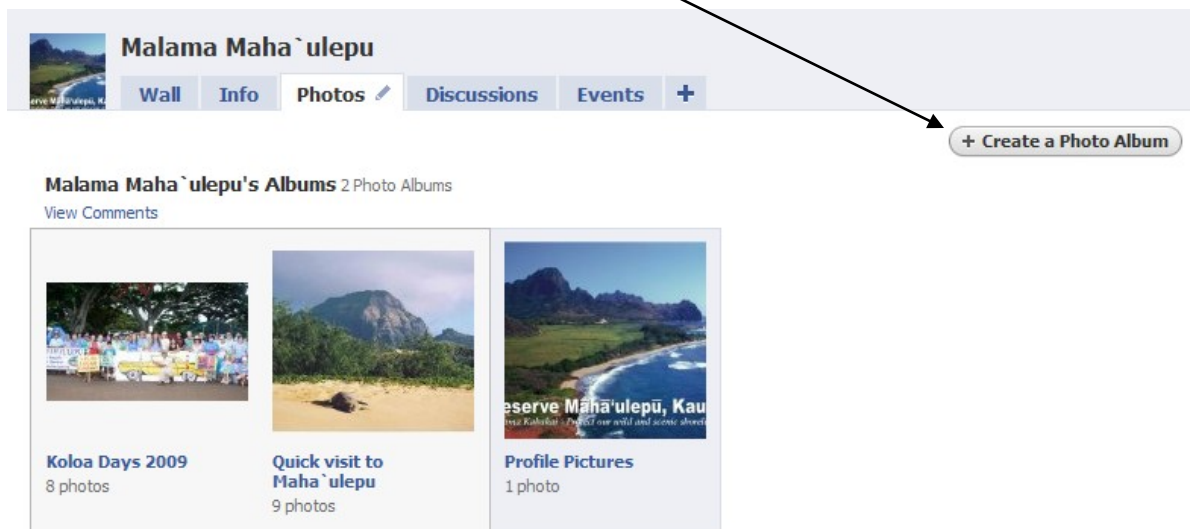 Malama Maha`ulepu
Wall Info Photos Discussions Events +
+ Create a Photo Album
Malama Maha`ulepu's Albums 2 Photo Albums
View Comments
eserve Māhā'ulepū, Kau
Koloa Days 2009
8 photos
Quick visit to
Maha`ulepu
9 photos
Profile Pictures
1 photo